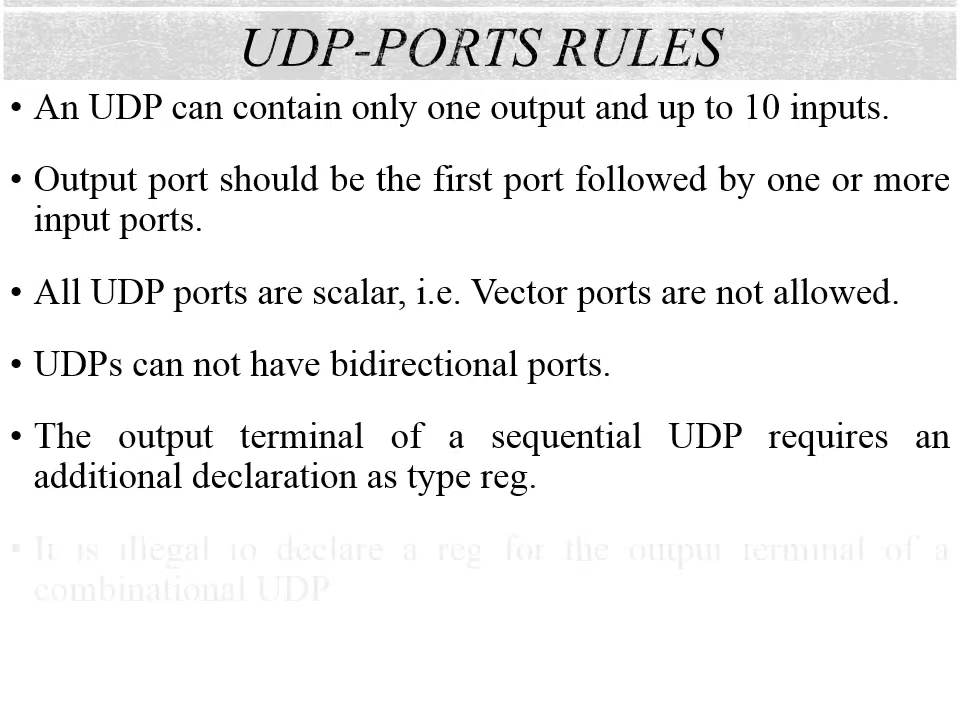 UDP-PORTS RULES
• An UDP can contain only one output and up to 10 inputs.
• Output port should be the first port followed by one or more
input ports.
• All UDP ports are scalar, i.e. Vector ports are not allowed.
• UDPs can not have bidirectional ports.
• The output terminal of a sequential UDP requires an
additional declaration as type reg.
• It is illegal to declare a reg for the output terminal of a
combinational UDP